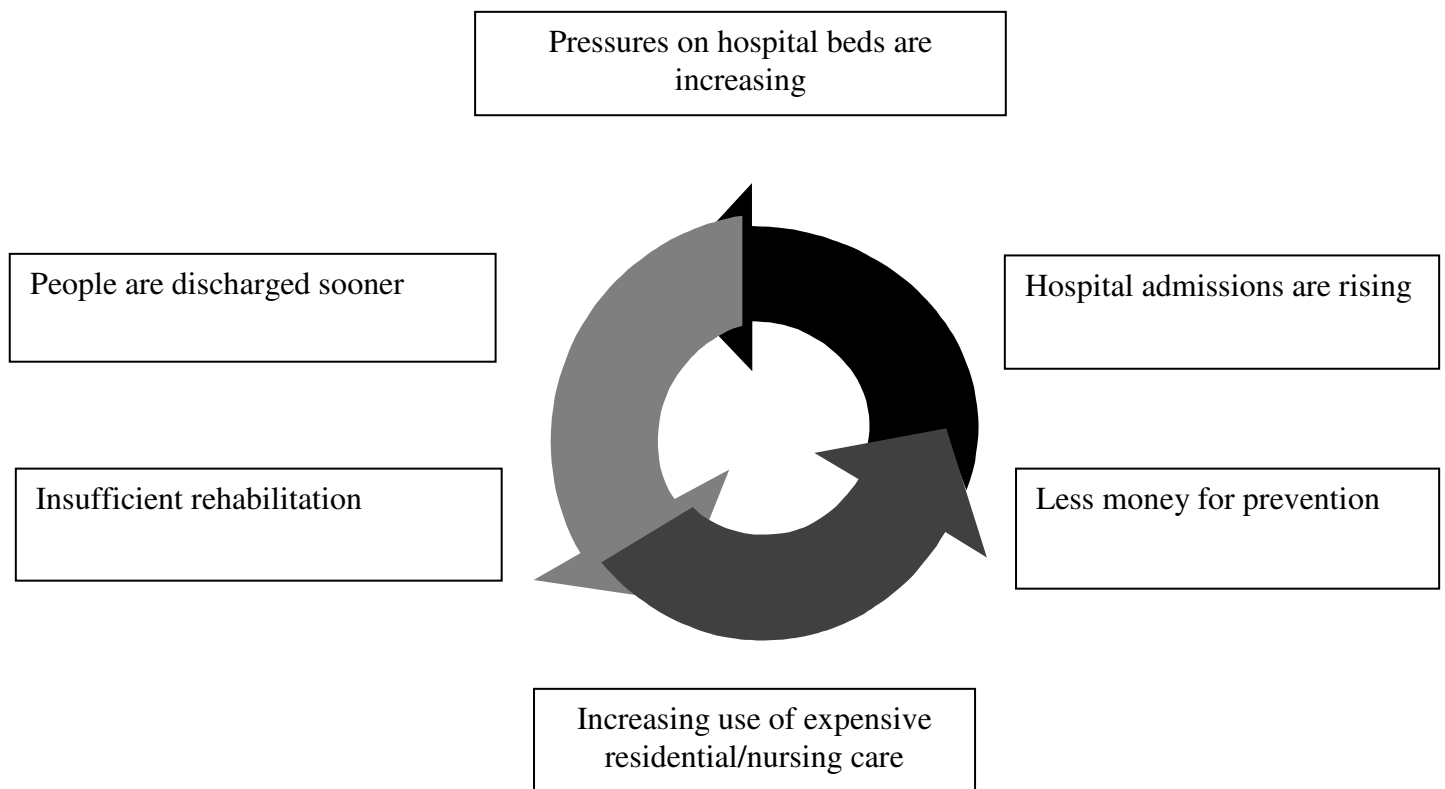 Pressures on hospital beds are
increasing
People are discharged sooner
Hospital admissions are rising
Insufficient rehabilitation
Less money for prevention
Increasing use of expensive
residential/nursing care